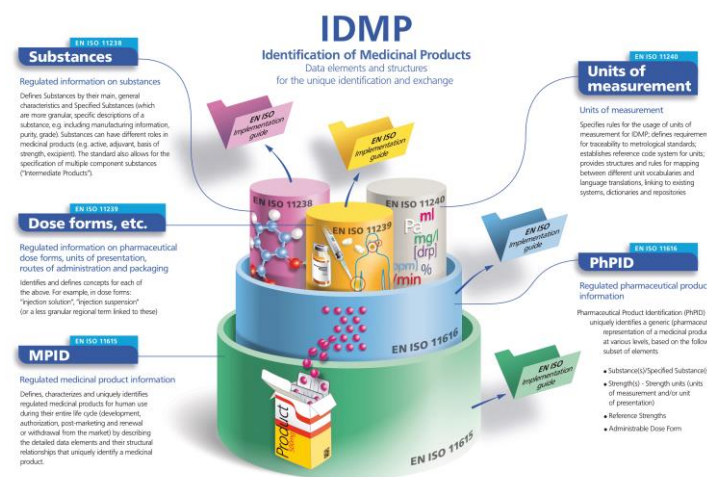 IDMP
Identification of Medicinal Products
Data elements and structures
for the unique identification and exchange
EN ISO 11238
Substances
Regulated information on substances
Defines Substances by their main, general
characteristics and Specified Substances (which
are more granular, specific descriptions of a
substance, e.g. including manufacturing information,
purity, grade). Substances can have different roles in
medicinal products (e.g. active, adjuvant, basis of
strength, excipient). The standard also allows for the
specification of multiple component substances
("Intermediate Products").
EN ISO 11239
Dose forms, etc.
Regulated information on pharmaceutical
dose forms, units of presentation,
routes of administration and packaging
Identifies and defines concepts for each of
the above. For example, in dose forms:
"injection solution", "injection suspension"
(or a less granular regional term linked to these)
EN ISO 11615
MPID
Regulated medicinal product information
Defines, characterizes and uniquely identifies
regulated medicinal products for human use
during their entire life cycle (development,
authorization, post-marketing and renewal
or withdrawal from the market) by describing
the detailed data elements and their structural
relationships that uniquely identify a medicinal
product.
EN ISO
Implementation
guide
EN ISO
Implementation
guide
EN ISO 11238
EN ISO 11239
EN ISO 11240
ml
Pa
mg/l
[drp]
ppm]
%
/min
EN ISO
Implementation
guide
EN ISO 11616
EN ISO
Implementation
guide
Product
EN ISO 11615
EN ISO 11240
Units of
measurement
Units of measurement
Specifies rules for the usage of units of
measurement for IDMP; defines requirement
for traceability to metrological standards;
establishes reference code system for units;
provides structures and rules for mapping
between different unit vocabularies and
language translations, linking to existing
systems, dictionaries and repositories
EN ISO 11616
PhPID
Regulated pharmaceutical produc
information
Pharmaceutical Product Identification (PhPID)
uniquely identifies a generic (pharmaceut
representation of a medicinal produc
at various levels, based on the follow
subset of elements
• Substance(s)/Specified Substance(
• Strength(s) - Strength units (units
of measurement and/or unit
of presentation)
• Reference Strengths
• Administrable Dose Form